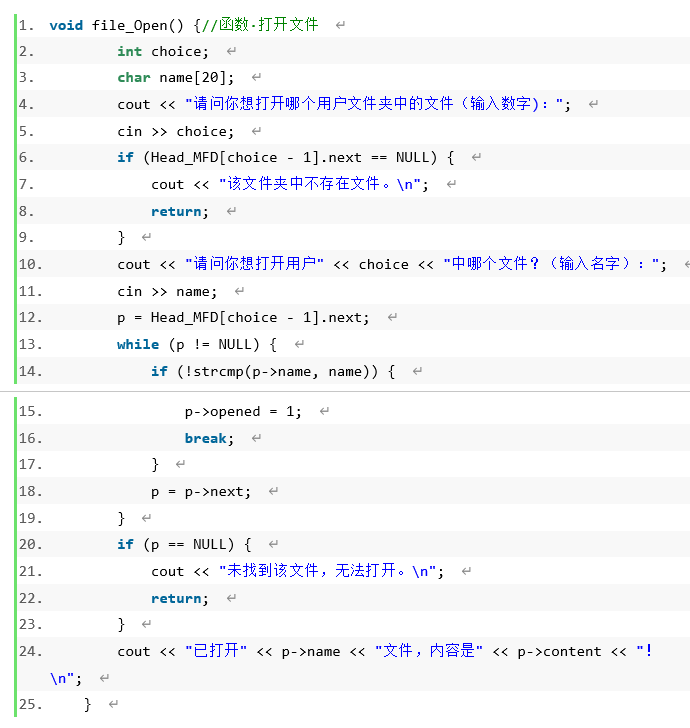 1. void file_Open() {//函数·打开文件 ↵
2. int choice; ↵
3. char name[20]; ↵
4. cout << "请问你想打开哪个用户文件夹中的文件（输入数字）："; ↵
5. cin >> choice; ↵
6. if (Head_MFD[choice - 1].next == NULL) { ↵
7. cout << "该文件夹中不存在文件。\n"; ↵
8. return; ↵
9. } ↵
10. cout << "请问你想打开用户" << choice << "中哪个文件？（输入名字）："; ↵
11. cin >> name; ↵
12. p = Head_MFD[choice - 1].next; ↵
13. while (p != NULL) { ↵
14. if (!strcmp(p->name, name)) { ↵
15. p->opened = 1; ↵
16. break; ↵
17. } ↵
18. p = p->next; ↵
19. } ↵
20. if (p == NULL) { ↵
21. cout << "未找到该文件，无法打开。\n"; ↵
22. return; ↵
23. } ↵
24. cout << "已打开" << p->name << "文件，内容是" << p->content << "！
\n"; ↵
25. } ↵